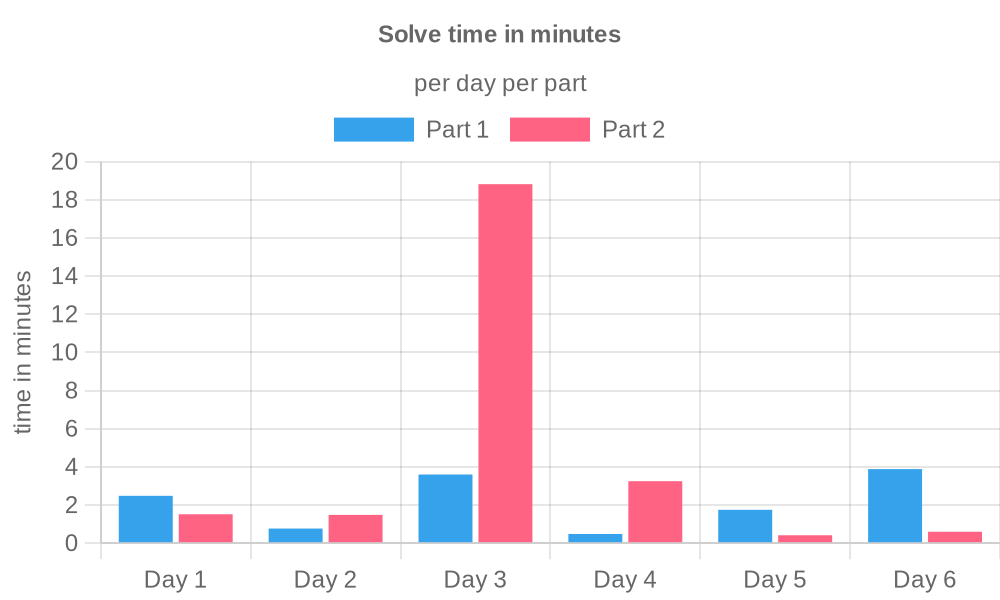 Solve time in minutes
per day per part
Part 1 Part 2
time in minutes
20
18
16
14
12
10
8
6
4
2
0
Day 1 Day 2 Day 3 Day 4 Day 5 Day 6